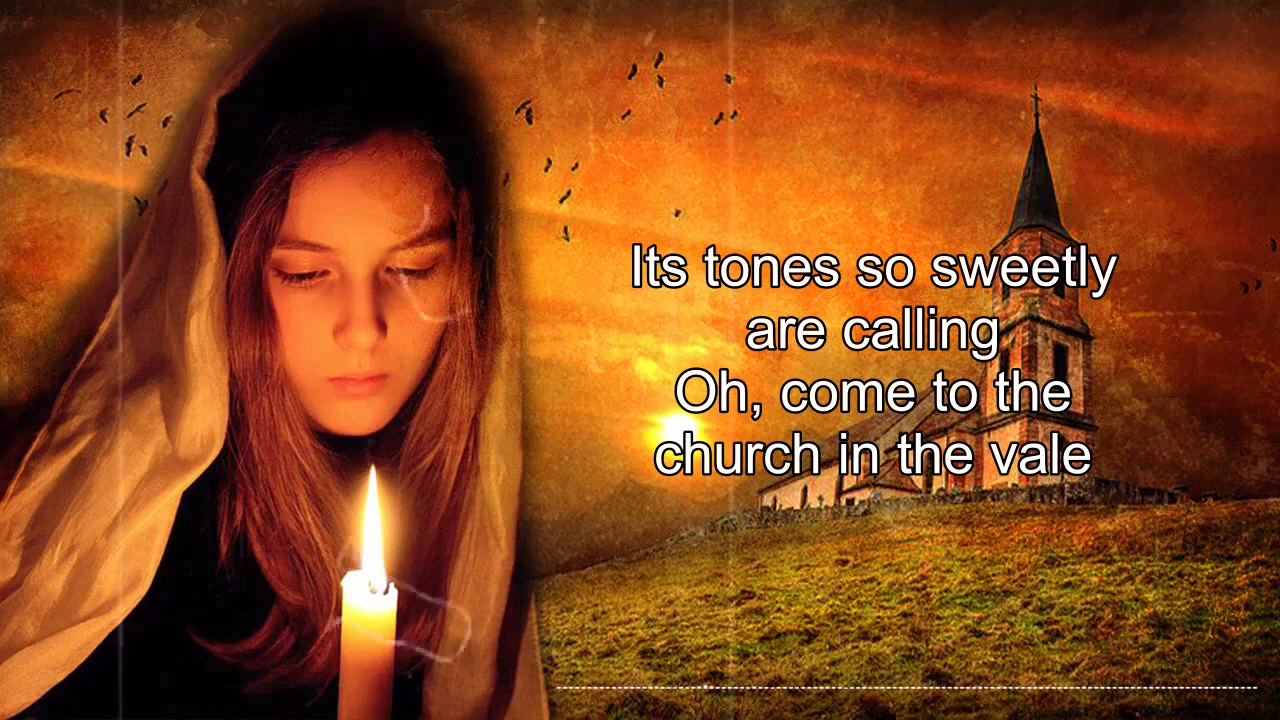 Its tones so sweetly
are calling
Oh, come to the
church in the vale